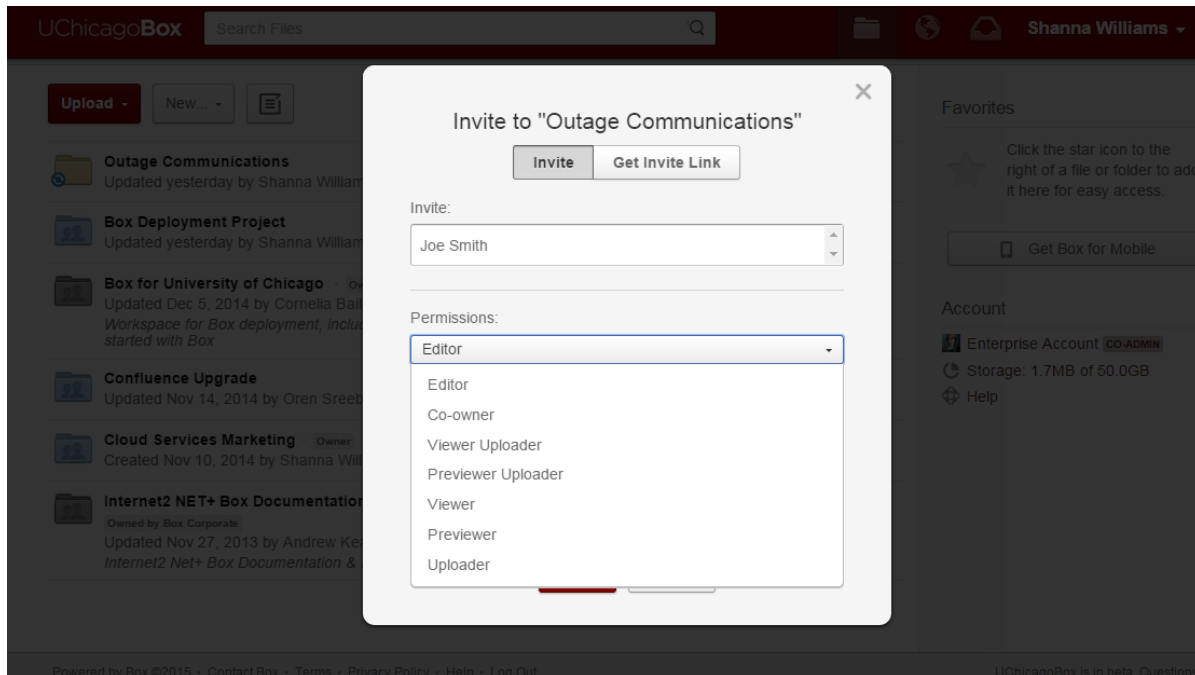 UChicagoBox
Search Files
Shanna Williams
Upload
New...
Outage Communications
Updated yesterday by Shanna William
Box Deployment Project
Updated yesterday by Shanna William
Box for University of Chicago
Updated Dec 5, 2014 by Cornelia Bail
Workspace for Box deployment, includ
started with Box
Confluence Upgrade
Updated Nov 14, 2014 by Oren Sreeb
Cloud Services Marketing Owner
Created Nov 10, 2014 by Shanna Will
Internet2 NET+ Box Documentation
Owned by Box Corporate
Updated Nov 27, 2013 by Andrew Kea
Internet2 Net+ Box Documentation &
Invite to "Outage Communications"
Invite
Get Invite Link
Invite:
Joe Smith
Permissions:
Editor
Editor
Co-owner
Viewer Uploader
Previewer Uploader
Viewer
Previewer
Uploader
Favorites
Click the star icon to the
right of a file or folder to add
it here for easy access.
Get Box for Mobile
Account
Enterprise Account CO-ADMIN
Storage: 1.7MB of 50.0GB
Help
Powered by Box ©2015 · Contact Box · Terms · Privacy Policy · Help · Log Out
UChicagoBox is in beta. Question